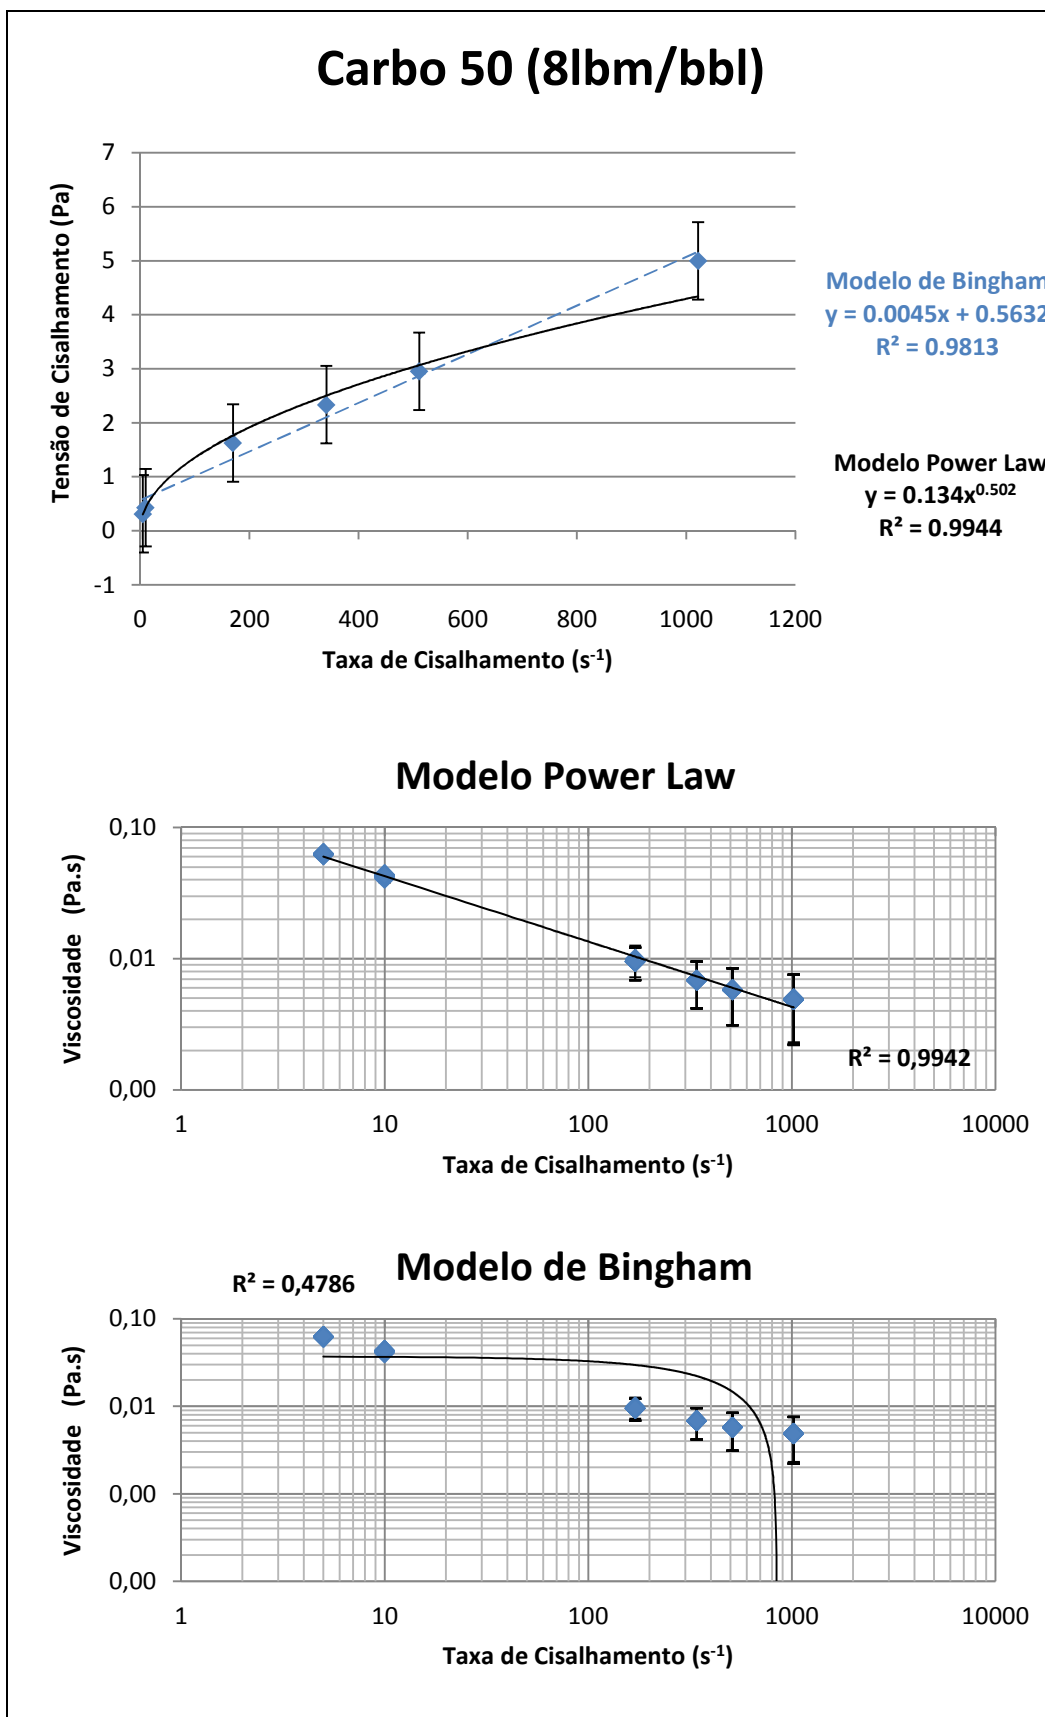 Carbo 50 (8lbm/bbl)
Tensão de Cisalhamento (Pa)
7
6
5
4
3
2
1
0
-1
0 200 400 600 800 1000 1200
Taxa de Cisalhamento (s⁻¹)
Modelo de Bingham
y = 0.0045x + 0.5632
R² = 0.9813
Modelo Power Law
y = 0.134x⁰·⁵⁰²
R² = 0.9944
Modelo Power Law
Viscosidade (Pa.s)
0,10
0,01
0,00
1 10 100 1000 10000
R² = 0,9942
Taxa de Cisalhamento (s⁻¹)
Modelo de Bingham
R² = 0,4786
Viscosidade (Pa.s)
0,10
0,01
0,00
0,00
1 10 100 1000 10000
Taxa de Cisalhamento (s⁻¹)